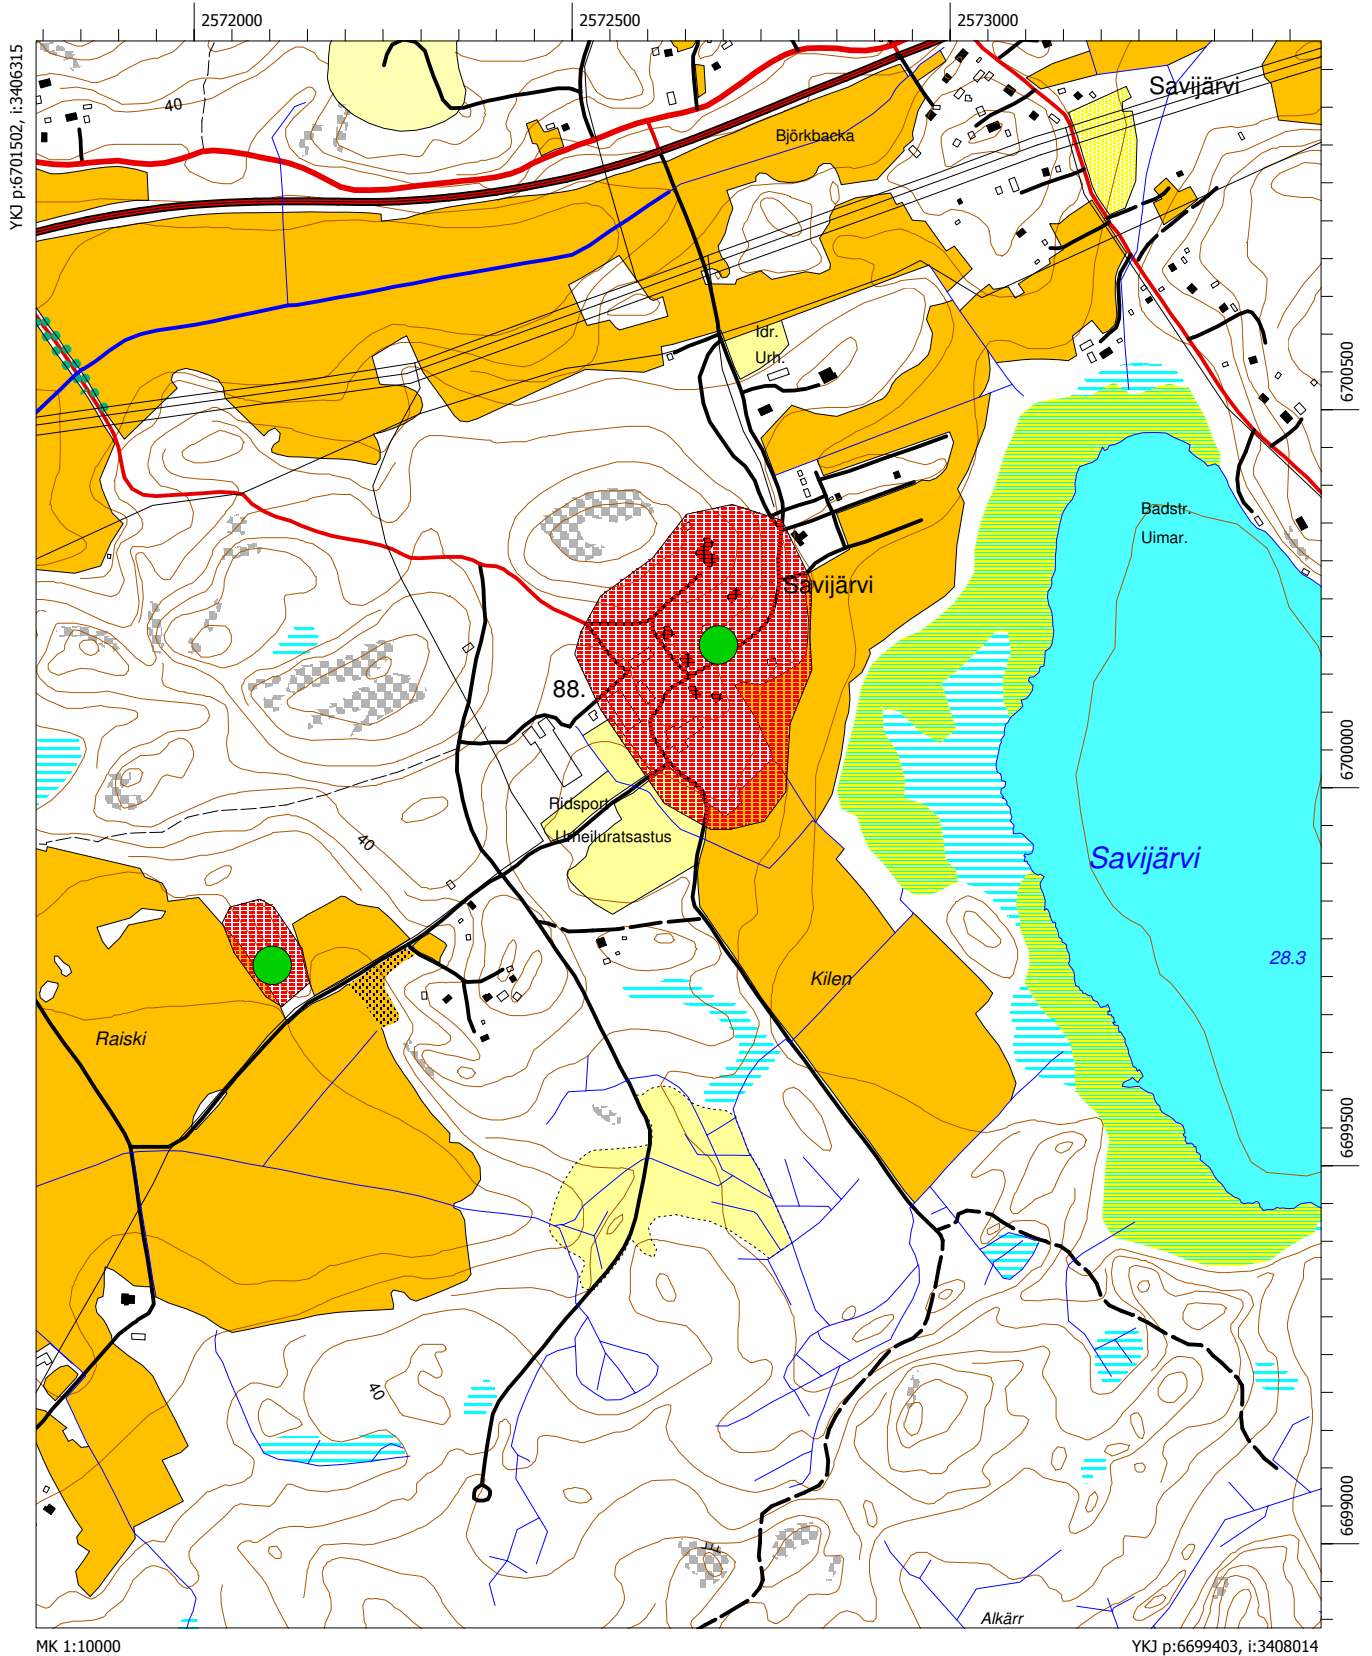 2572000
2572500
2573000
YKJ p:6701502, i:3406315
40
Savijärvi
Björkbacka
Idr.
Urh.
6700500
Badstr.
Uimar.
Savijärvi
88.
6700000
Ridsport
Urheiluratsastus
40
Savijärvi
28.3
Kilen
Raiski
6699500
40
6699000
Alkärr
MK 1:10000
YKJ p:6699403, i:3408014